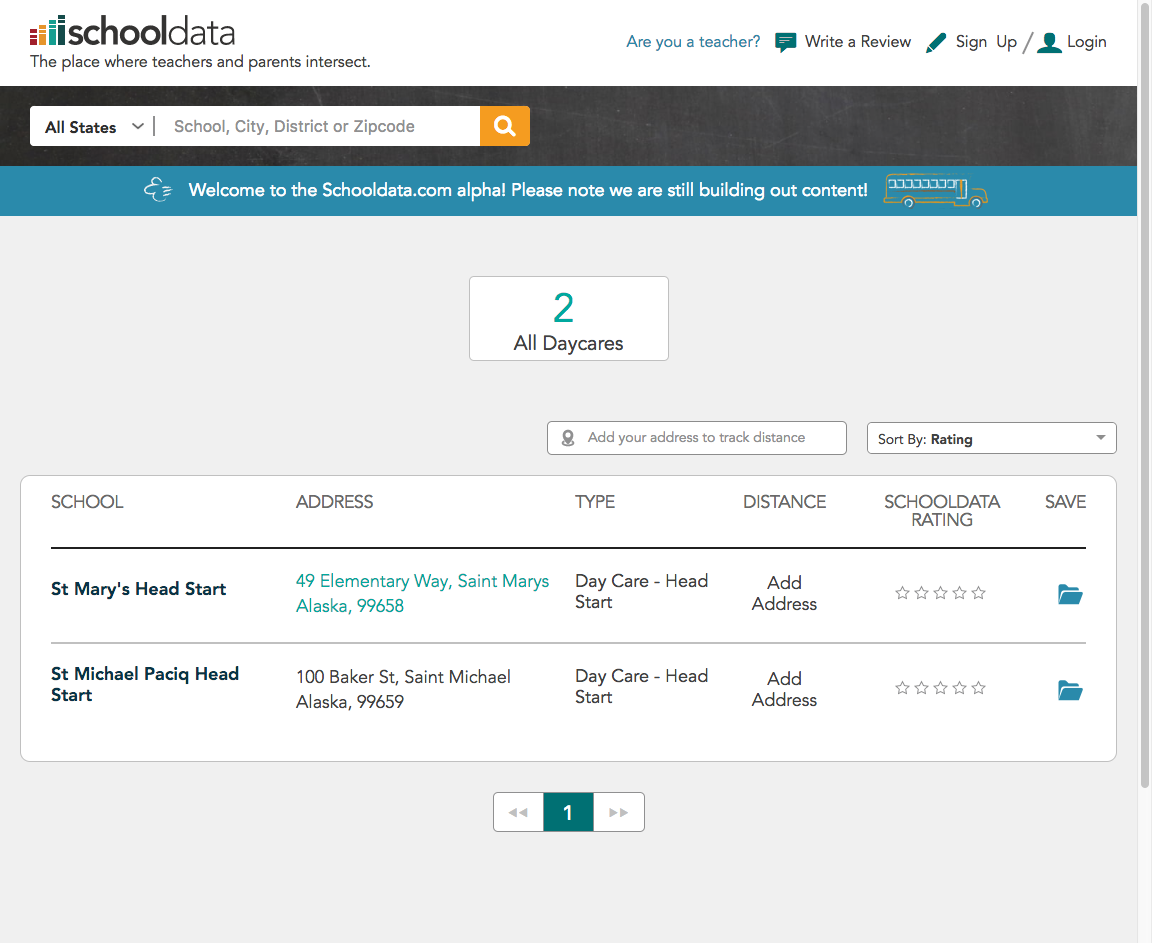 schooldata
The place where teachers and parents intersect.
Are you a teacher? Write a Review Sign Up / Login
All States | School, City, District or Zipcode
Welcome to the Schooldata.com alpha! Please note we are still building out content!
2
All Daycares
Add your address to track distance
Sort By: Rating
SCHOOL ADDRESS TYPE DISTANCE SCHOOLDATA RATING SAVE
St Mary's Head Start
49 Elementary Way, Saint Marys
Alaska, 99658
Day Care - Head
Start
Add
Address
St Michael Paciq Head
Start
100 Baker St, Saint Michael
Alaska, 99659
Day Care - Head
Start
Add
Address
1